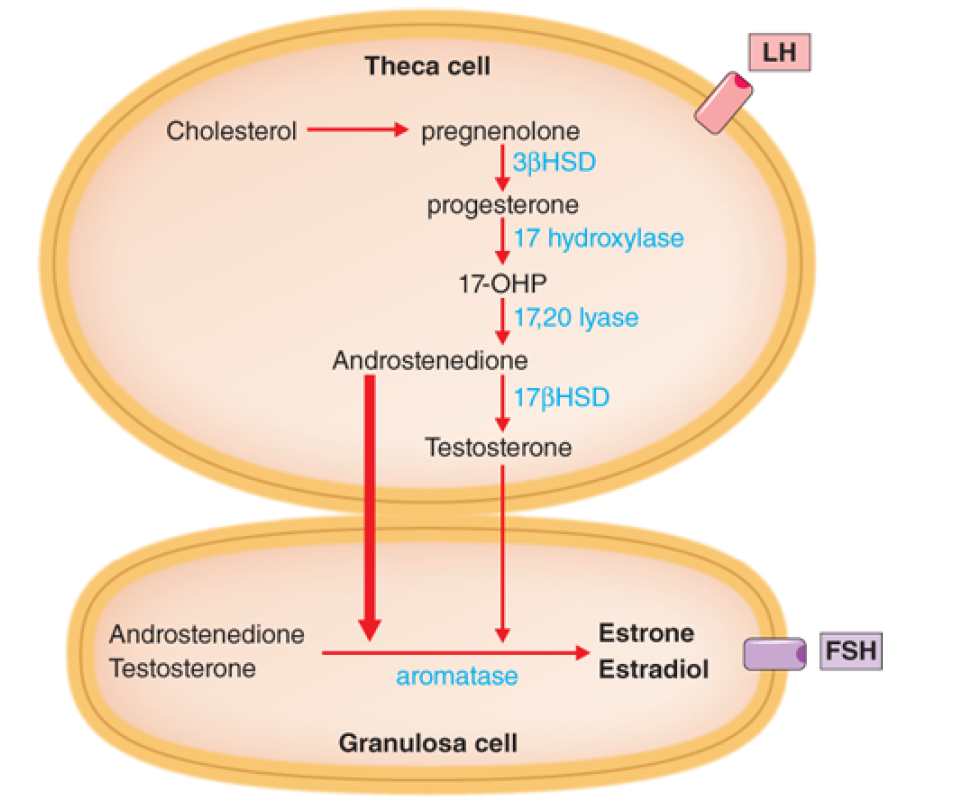 LH
Theca cell
Cholesterol
pregnenolone
3βHSD
progesterone
17 hydroxylase
17-OHP
17,20 lyase
Androstenedione
17βHSD
Testosterone
Androstenedione
Testosterone
aromatase
Estrone
Estradiol
FSH
Granulosa cell